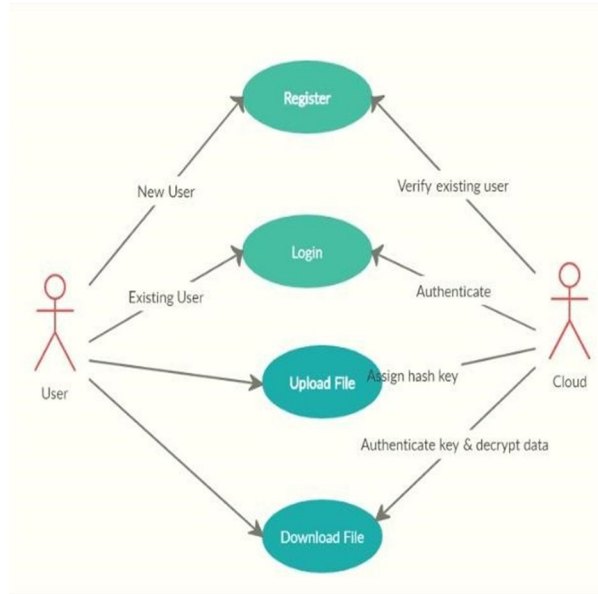 Register
New User
Verify existing user
Login
Existing User
Authenticate
Upload File
Assign hash key
User
Cloud
Authenticate key & decrypt data
Download File